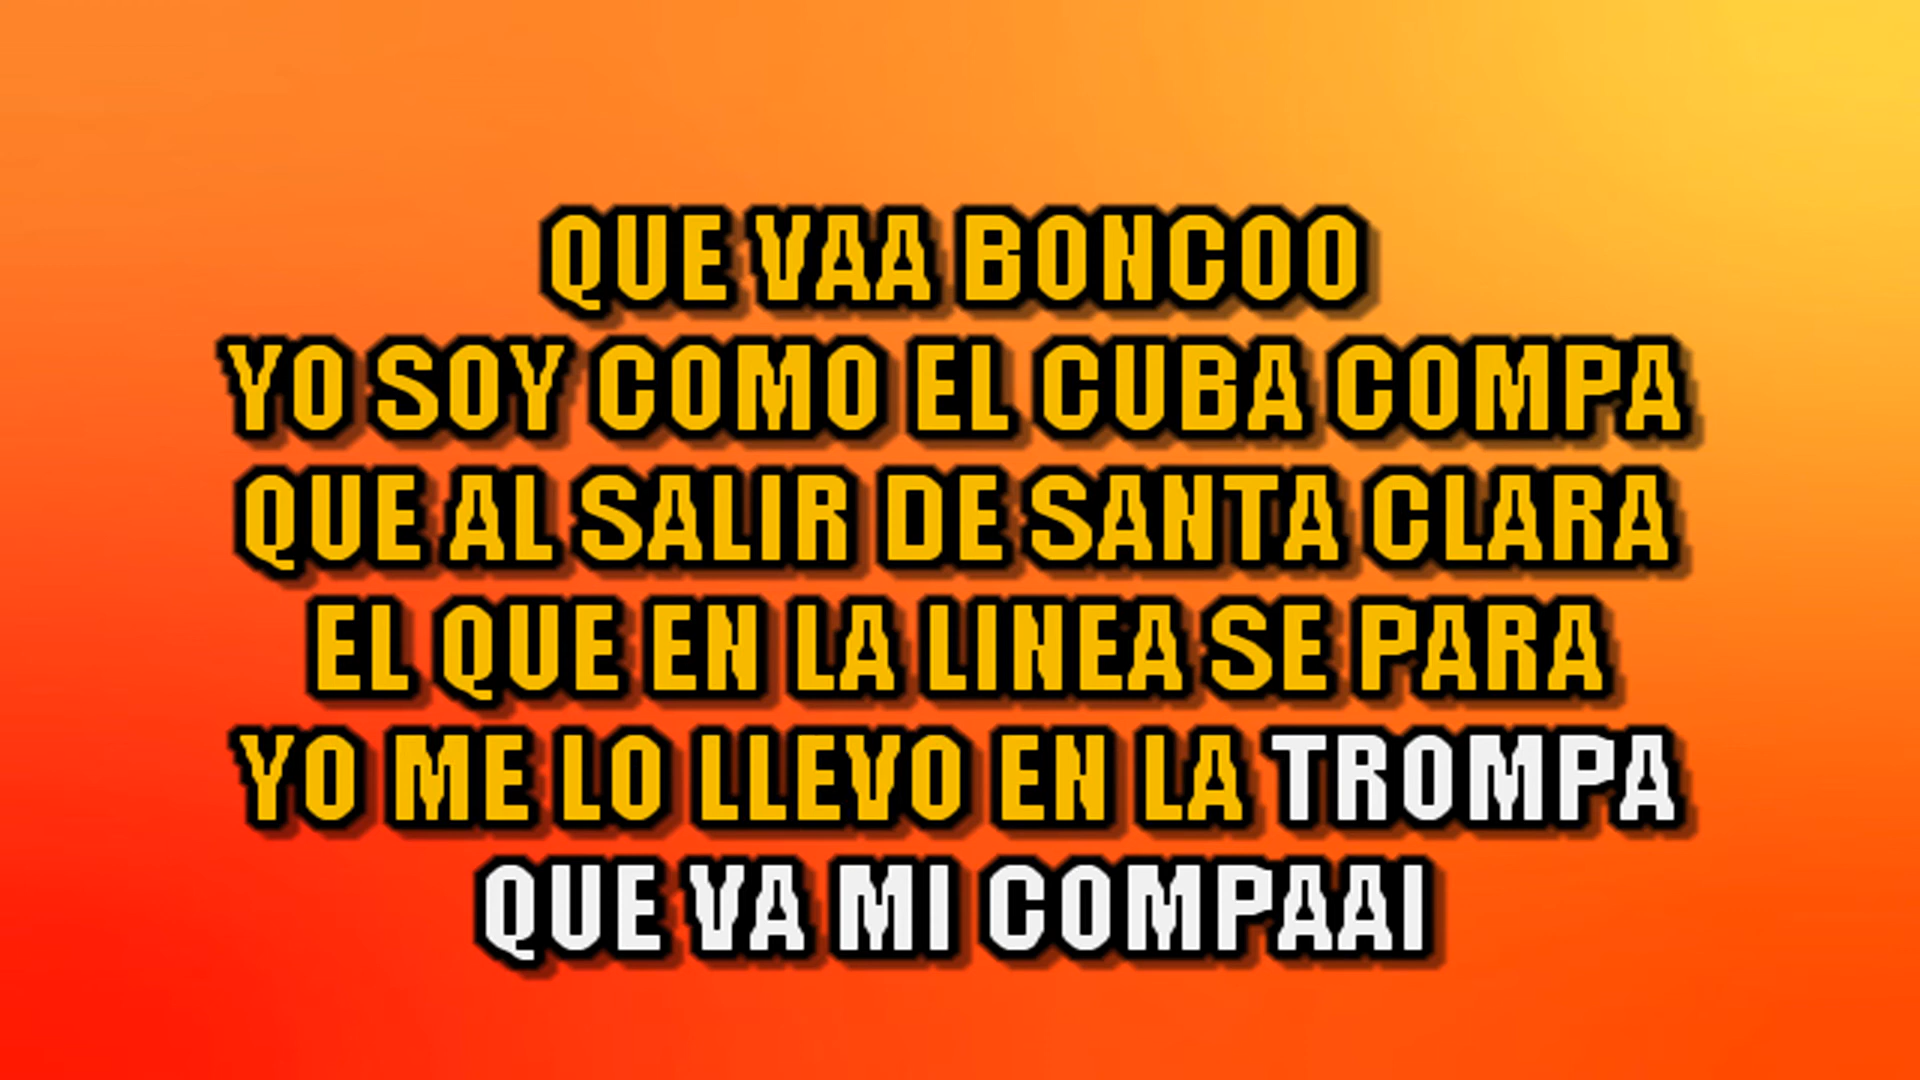 QUE VAA BONCOO
YO SOY COMO EL CUBA COMPA
QUE AL SALIR DE SANTA CLARA
EL QUE EN LA LINEA SE PARA
YO ME LO LLEVO EN LA TROMPA
QUE VA MI COMPAAI